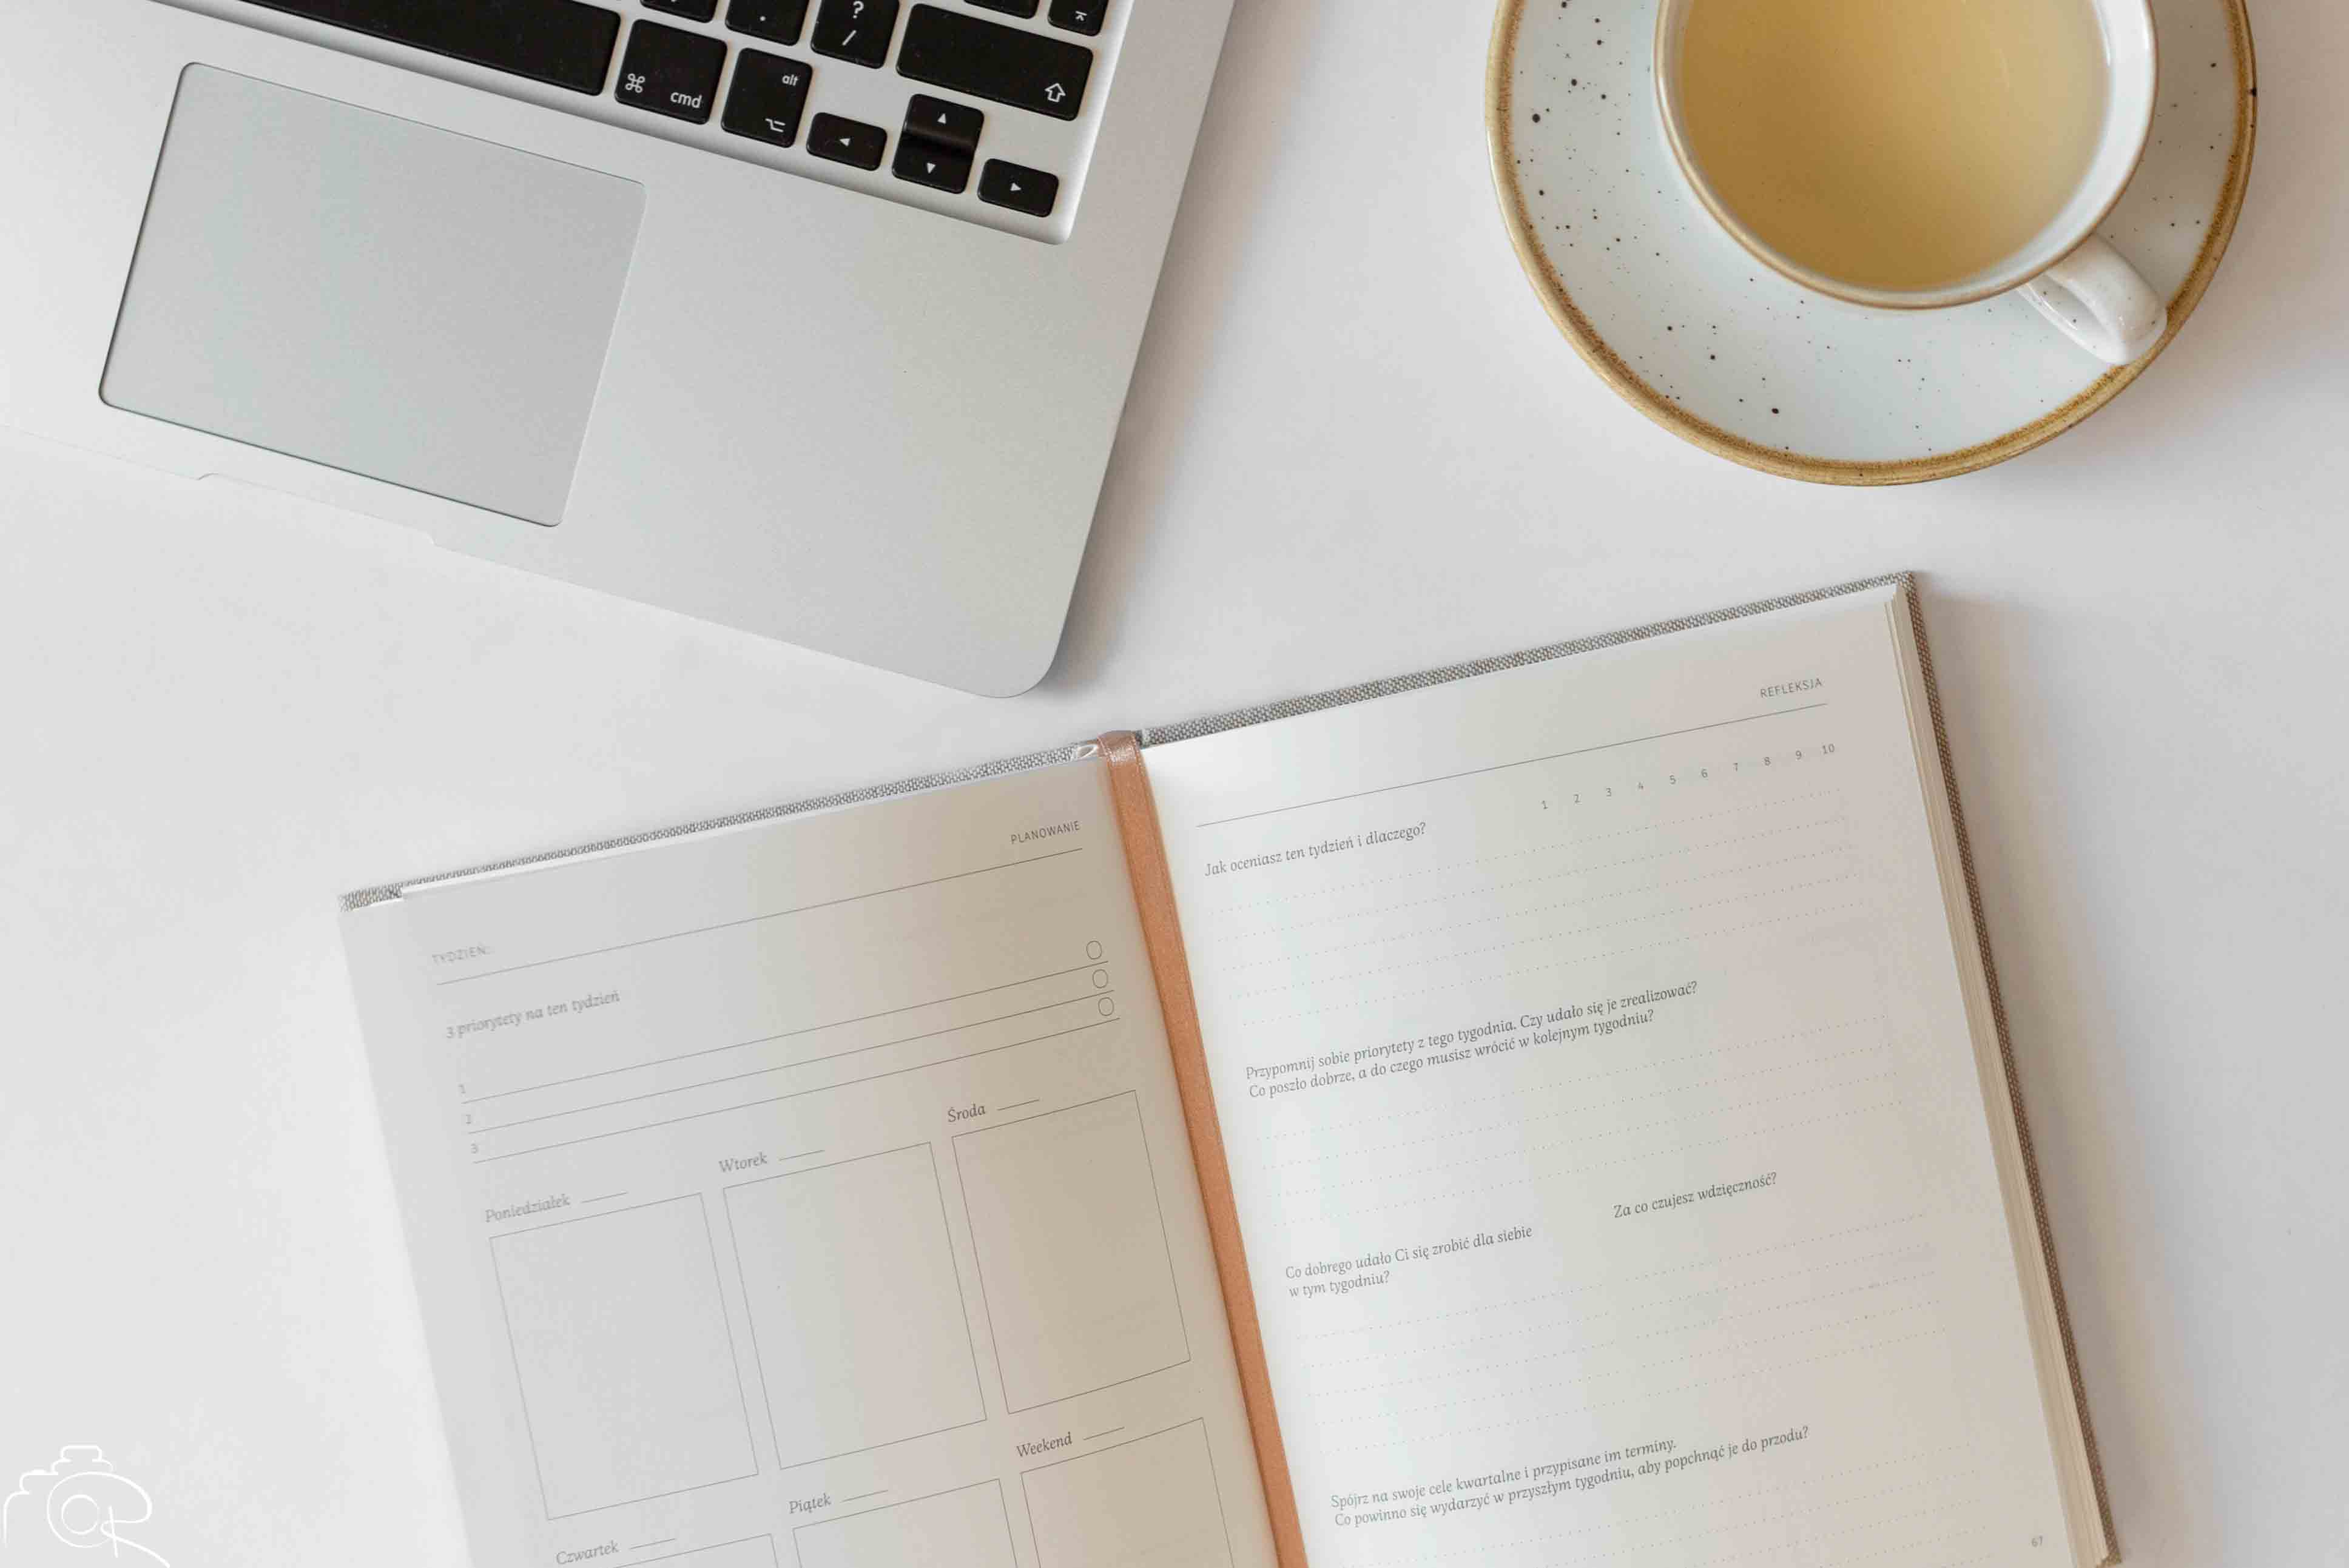 ?
/
cmd
alt
PLANOWANIE
TYDZIEŃ:
3 priorytety na ten tydzień
1
2
3
Poniedziałek
Wtorek
Środa
Czwartek
Piątek
Weekend
REFLEKSJA
1 2 3 4 5 6 7 8 9 10
Jak oceniasz ten tydzień i dlaczego?
Przypomnij sobie priorytety z tego tygodnia. Czy udało się je zrealizować?
Co poszło dobrze, a do czego musisz wrócić w kolejnym tygodniu?
Co dobrego udało Ci się zrobić dla siebie
w tym tygodniu?
Za co czujesz wdzięczność?
Spójrz na swoje cele kwartalne i przypisane im terminy.
Co powinno się wydarzyć w przyszłym tygodniu, aby popchnąć je do przodu?
67